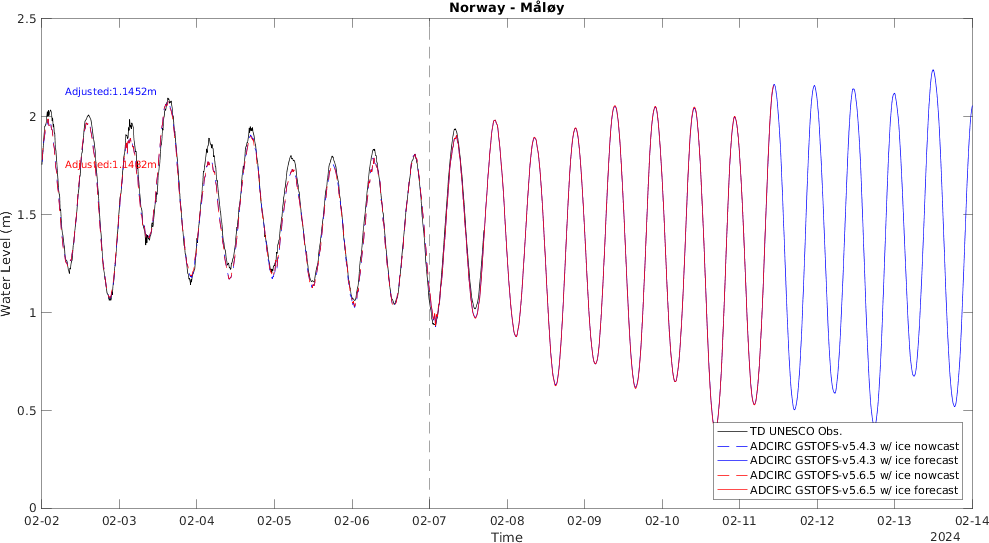 Norway - Måløy
2.5
2
1.5
1
0.5
0
Water Level (m)
Adjusted:1.1452m
Adjusted:1.1482m
TD UNESCO Obs.
ADCIRC GSTOFS-v5.4.3 w/ ice nowcast
ADCIRC GSTOFS-v5.4.3 w/ ice forecast
ADCIRC GSTOFS-v5.6.5 w/ ice nowcast
ADCIRC GSTOFS-v5.6.5 w/ ice forecast
02-02 02-03 02-04 02-05 02-06 02-07 02-08 02-09 02-10 02-11 02-12 02-13 02-14
Time
2024